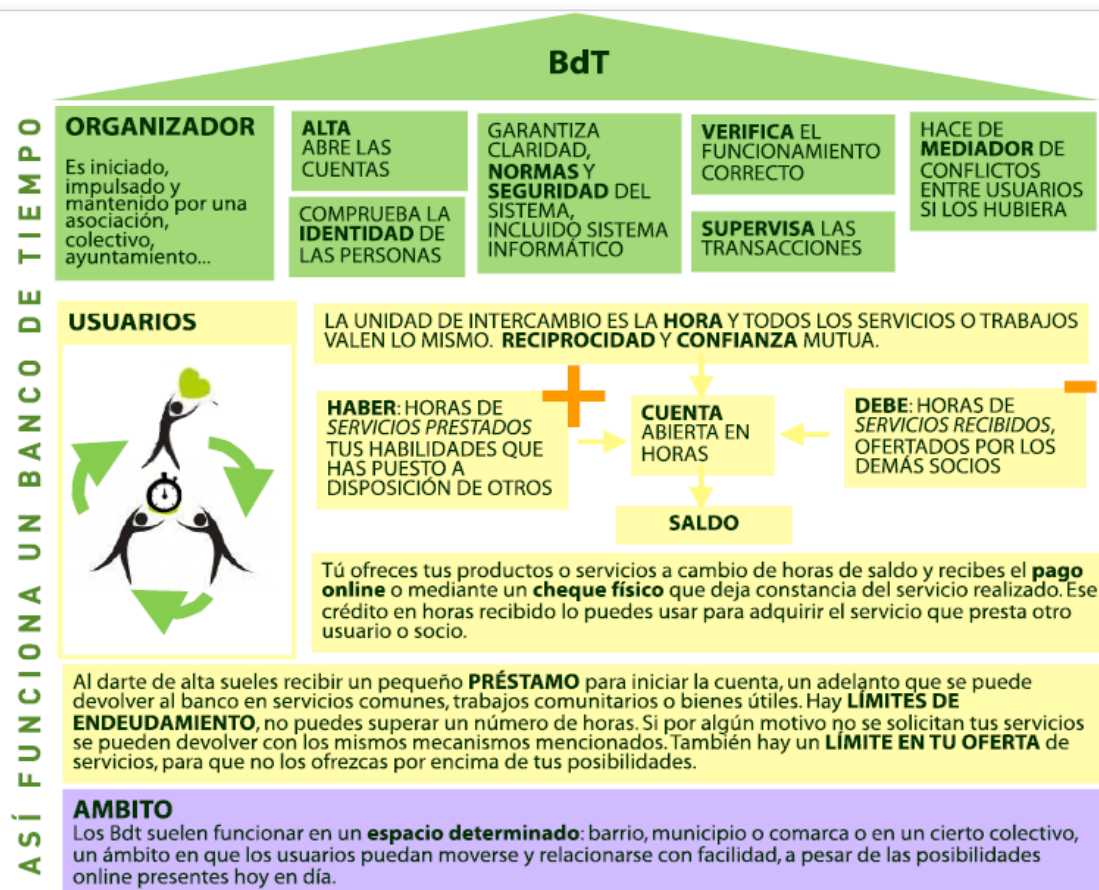 BdT
ASÍ FUNCIONA UN BANCO DE TIEMPO
ORGANIZADOR
Es iniciado,
impulsado y
mantenido por una
asociación,
colectivo,
ayuntamiento...
ALTA
ABRE LAS
CUENTAS
COMPRUEBA LA
IDENTIDAD DE
LAS PERSONAS
GARANTIZA
CLARIDAD,
NORMAS Y
SEGURIDAD DEL
SISTEMA,
INCLUIDO SISTEMA
INFORMÁTICO
VERIFICA EL
FUNCIONAMIENTO
CORRECTO
SUPERVISA LAS
TRANSACCIONES
HACE DE
MEDIADOR DE
CONFLICTOS
ENTRE USUARIOS
SI LOS HUBIERA
USUARIOS
LA UNIDAD DE INTERCAMBIO ES LA HORA Y TODOS LOS SERVICIOS O TRABAJOS
VALEN LO MISMO. RECIPROCIDAD Y CONFIANZA MUTUA.
+
HABER: HORAS DE
SERVICIOS PRESTADOS
TUS HABILIDADES QUE
HAS PUESTO A
DISPOSICIÓN DE OTROS
CUENTA
ABIERTA EN
HORAS
-
DEBE: HORAS DE
SERVICIOS RECIBIDOS,
OFERTADOS POR LOS
DEMÁS SOCIOS
SALDO
Tú ofreces tus productos o servicios a cambio de horas de saldo y recibes el pago
online o mediante un cheque físico que deja constancia del servicio realizado. Ese
crédito en horas recibido lo puedes usar para adquirir el servicio que presta otro
usuario o socio.
Al darte de alta sueles recibir un pequeño PRÉSTAMO para iniciar la cuenta, un adelanto que se puede
devolver al banco en servicios comunes, trabajos comunitarios o bienes útiles. Hay LÍMITES DE
ENDEUDAMIENTO, no puedes superar un número de horas. Si por algún motivo no se solicitan tus servicios
se pueden devolver con los mismos mecanismos mencionados. También hay un LÍMITE EN TU OFERTA de
servicios, para que no los ofrezcas por encima de tus posibilidades.
AMBITO
Los Bdt suelen funcionar en un espacio determinado: barrio, municipio o comarca o en un cierto colectivo,
un ámbito en que los usuarios puedan moverse y relacionarse con facilidad, a pesar de las posibilidades
online presentes hoy en día.